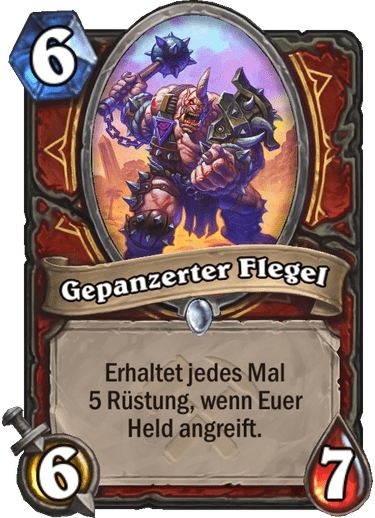 6
Gepanzerter Flegel
Erhaltet jedes Mal
5 Rüstung, wenn Euer
Held angreift.
6
7